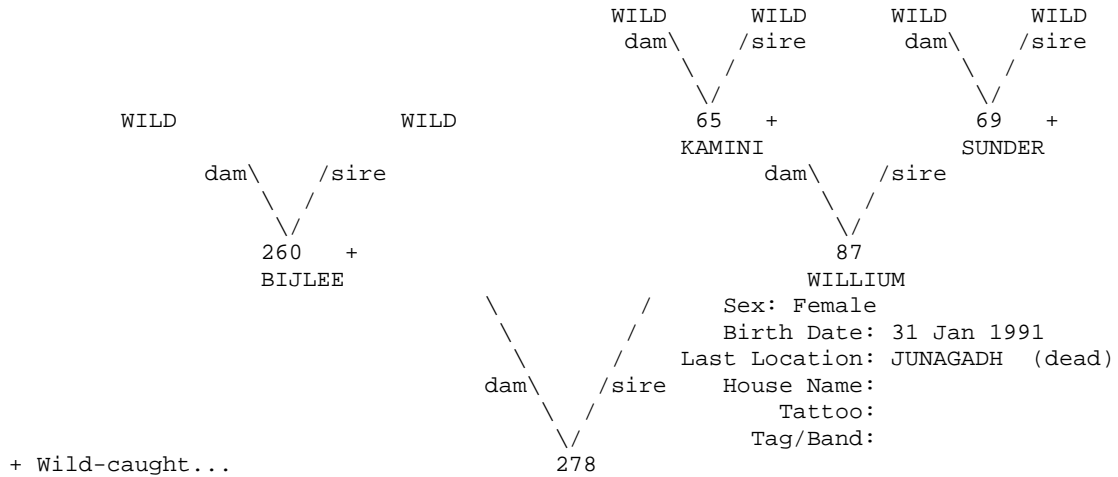 WILD WILD WILD WILD
dam\ /sire dam\ /sire
\ / \ /
\/ \/
WILD WILD 65 + 69 +
KAMINI SUNDER
dam\ /sire dam\ /sire
\ / \ /
\/ \/
260 + 87
BIJLEE WILLIUM
\ / Sex: Female
\ / Birth Date: 31 Jan 1991
\ / Last Location: JUNAGADH (dead)
dam\ /sire House Name:
\ / Tattoo:
\/ Tag/Band:
+ Wild-caught... 278